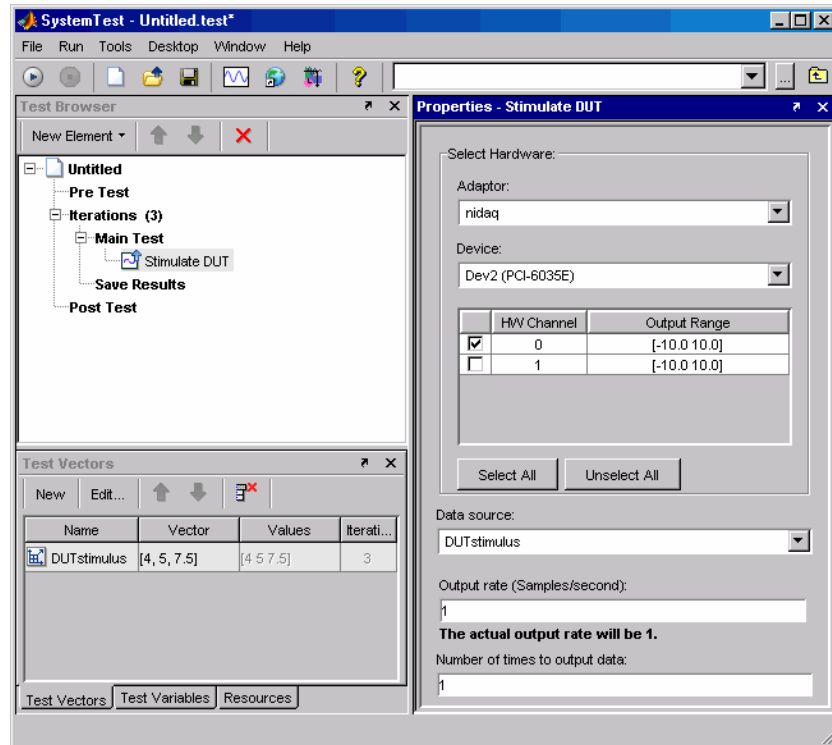 SystemTest - Untitled.test*
File Run Tools Desktop Window Help
...
Test Browser
New Element
Untitled
Pre Test
Iterations (3)
Main Test
Stimulate DUT
Save Results
Post Test
Test Vectors
New Edit...
Name Vector Values Iterati...
DUTstimulus [4, 5, 7.5] [4 5 7.5] 3
Test Vectors Test Variables Resources
Properties - Stimulate DUT
Select Hardware:
Adaptor:
nidaq
Device:
Dev2 (PCI-6035E)
HW Channel Output Range
0 [-10.0 10.0]
1 [-10.0 10.0]
Select All Unselect All
Data source:
DUTstimulus
Output rate (Samples/second):
1
The actual output rate will be 1.
Number of times to output data:
1